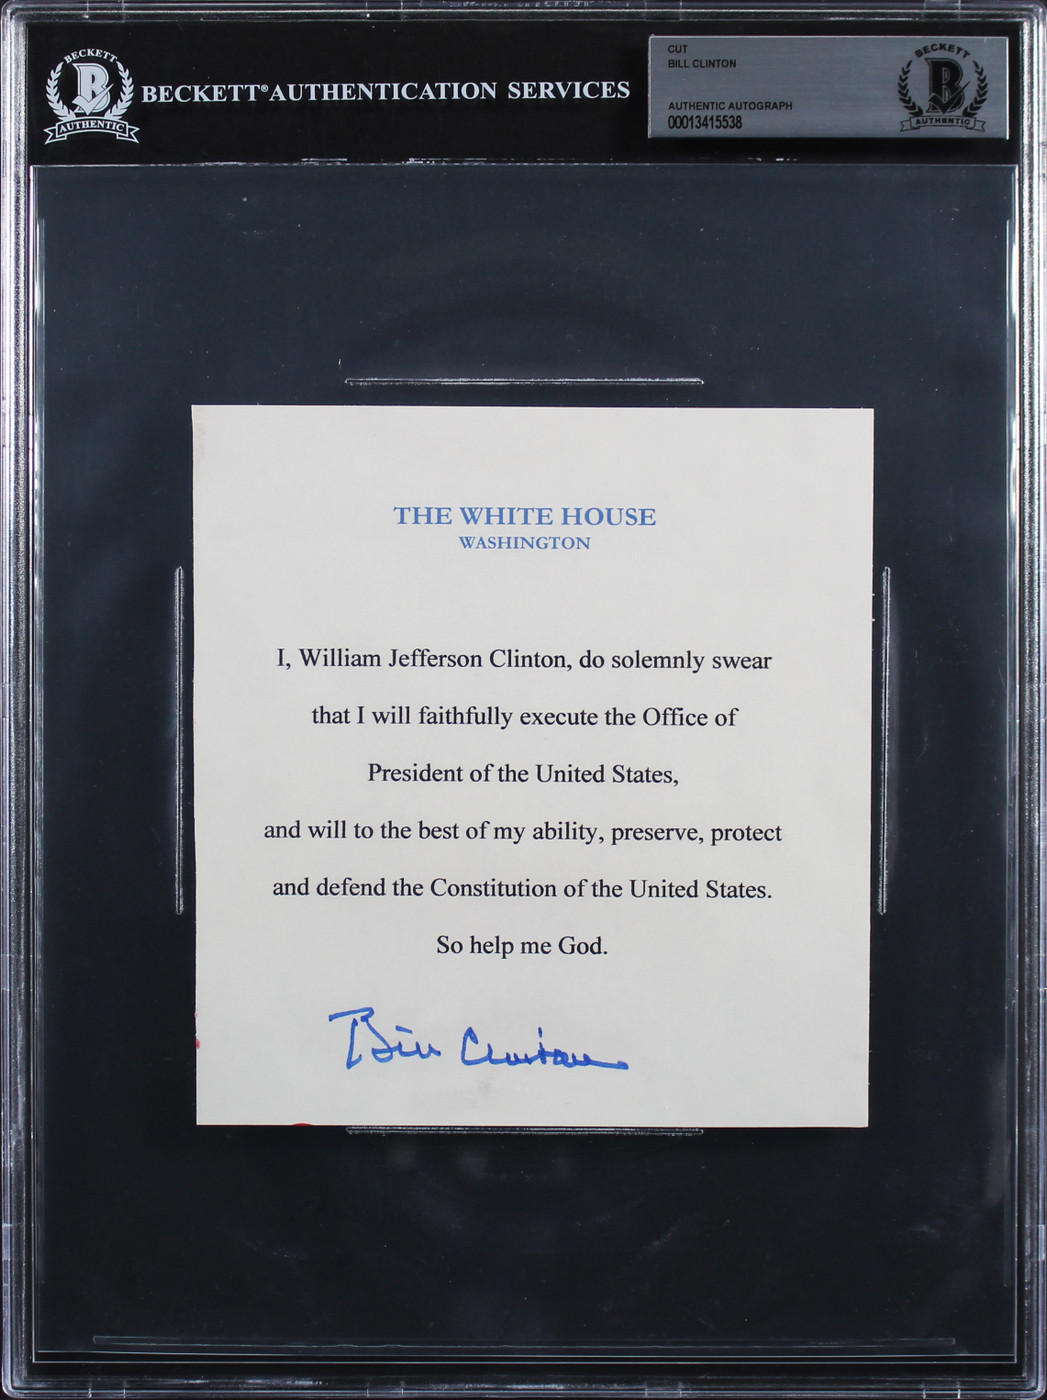 BECKETT
B
AUTHENTIC
BECKETT® AUTHENTICATION SERVICES
CUT
BILL CLINTON
AUTHENTIC AUTOGRAPH
00013415538
BECKETT
B
AUTHENTIC
THE WHITE HOUSE
WASHINGTON
I, William Jefferson Clinton, do solemnly swear
that I will faithfully execute the Office of
President of the United States,
and will to the best of my ability, preserve, protect
and defend the Constitution of the United States.
So help me God.
Bill Clinton